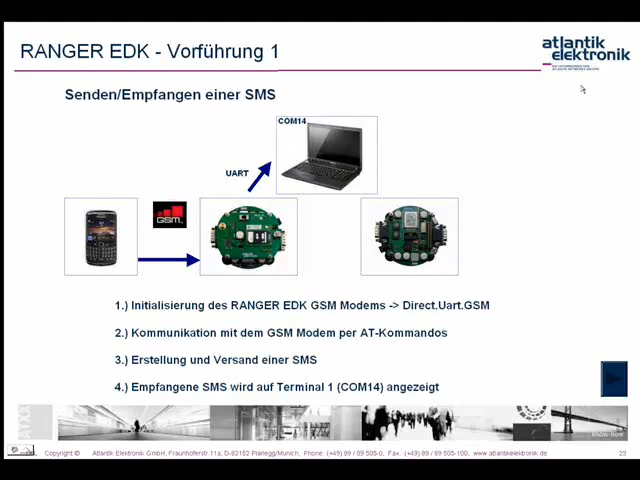 RANGER EDK - Vorführung 1
atlantik
elektronik
Senden/Empfangen einer SMS
COM14
UART
GSM
1.) Initialisierung des RANGER EDK GSM Modems -> Direct.Uart.GSM
2.) Kommunikation mit dem GSM Modem per AT-Kommandos
3.) Erstellung und Versand einer SMS
4.) Empfangene SMS wird auf Terminal 1 (COM14) angezeigt
know-how
Copyright © Atlantik Elektronik GmbH, Fraunhoferstr. 11a, D-82152 Planegg/Munich, Phone: (+49) 89 / 89 505-0, Fax: (+49) 89 / 89 505-100, www.atlantikelektronik.de 23